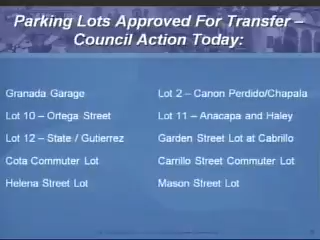 Parking Lots Approved For Transfer –
Council Action Today:
Granada Garage
Lot 10 – Ortega Street
Lot 12 – State / Gutierrez
Cota Commuter Lot
Helena Street Lot
Lot 2 – Canon Perdido/Chapala
Lot 11 – Anacapa and Haley
Garden Street Lot at Cabrillo
Carrillo Street Commuter Lot
Mason Street Lot